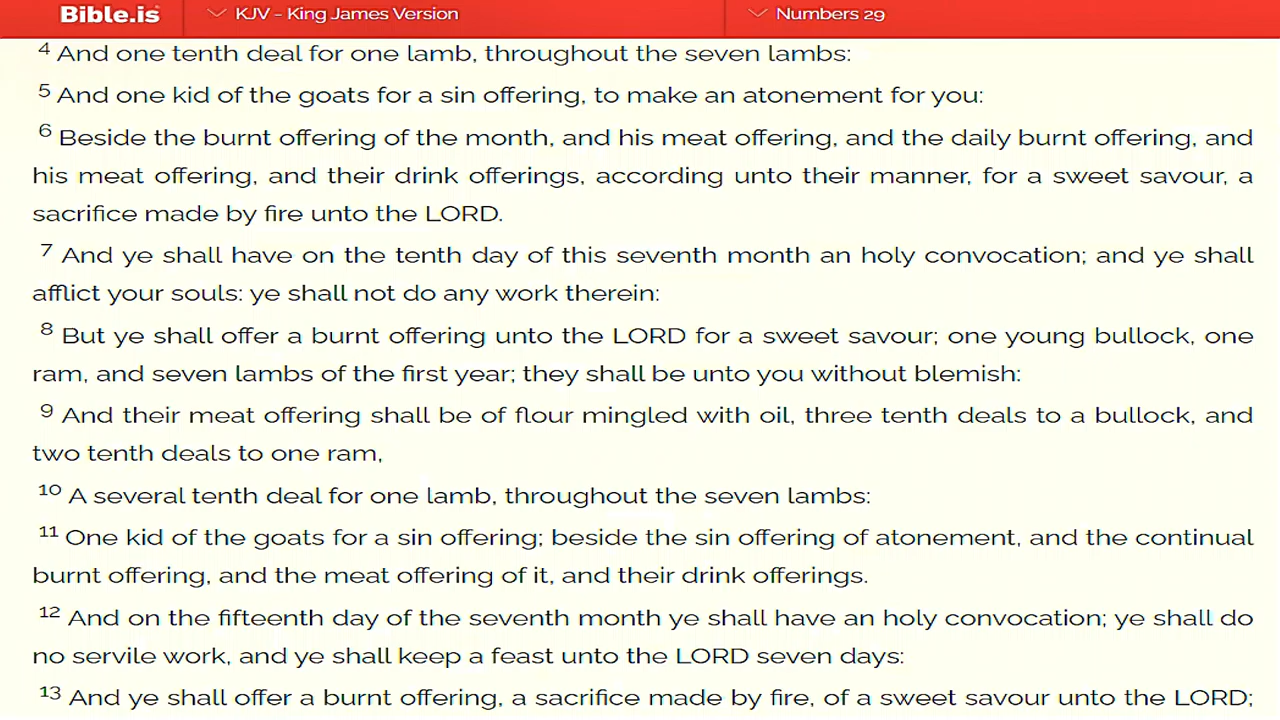 Bible.is KJV - King James Version Numbers 29
4 And one tenth deal for one lamb, throughout the seven lambs:
5 And one kid of the goats for a sin offering, to make an atonement for you:
6 Beside the burnt offering of the month, and his meat offering, and the daily burnt offering, and
his meat offering, and their drink offerings, according unto their manner, for a sweet savour, a
sacrifice made by fire unto the LORD.
7 And ye shall have on the tenth day of this seventh month an holy convocation; and ye shall
afflict your souls: ye shall not do any work therein:
8 But ye shall offer a burnt offering unto the LORD for a sweet savour; one young bullock, one
ram, and seven lambs of the first year; they shall be unto you without blemish:
9 And their meat offering shall be of flour mingled with oil, three tenth deals to a bullock, and
two tenth deals to one ram,
10 A several tenth deal for one lamb, throughout the seven lambs:
11 One kid of the goats for a sin offering; beside the sin offering of atonement, and the continual
burnt offering, and the meat offering of it, and their drink offerings.
12 And on the fifteenth day of the seventh month ye shall have an holy convocation; ye shall do
no servile work, and ye shall keep a feast unto the LORD seven days:
13 And ye shall offer a burnt offering, a sacrifice made by fire, of a sweet savour unto the LORD;